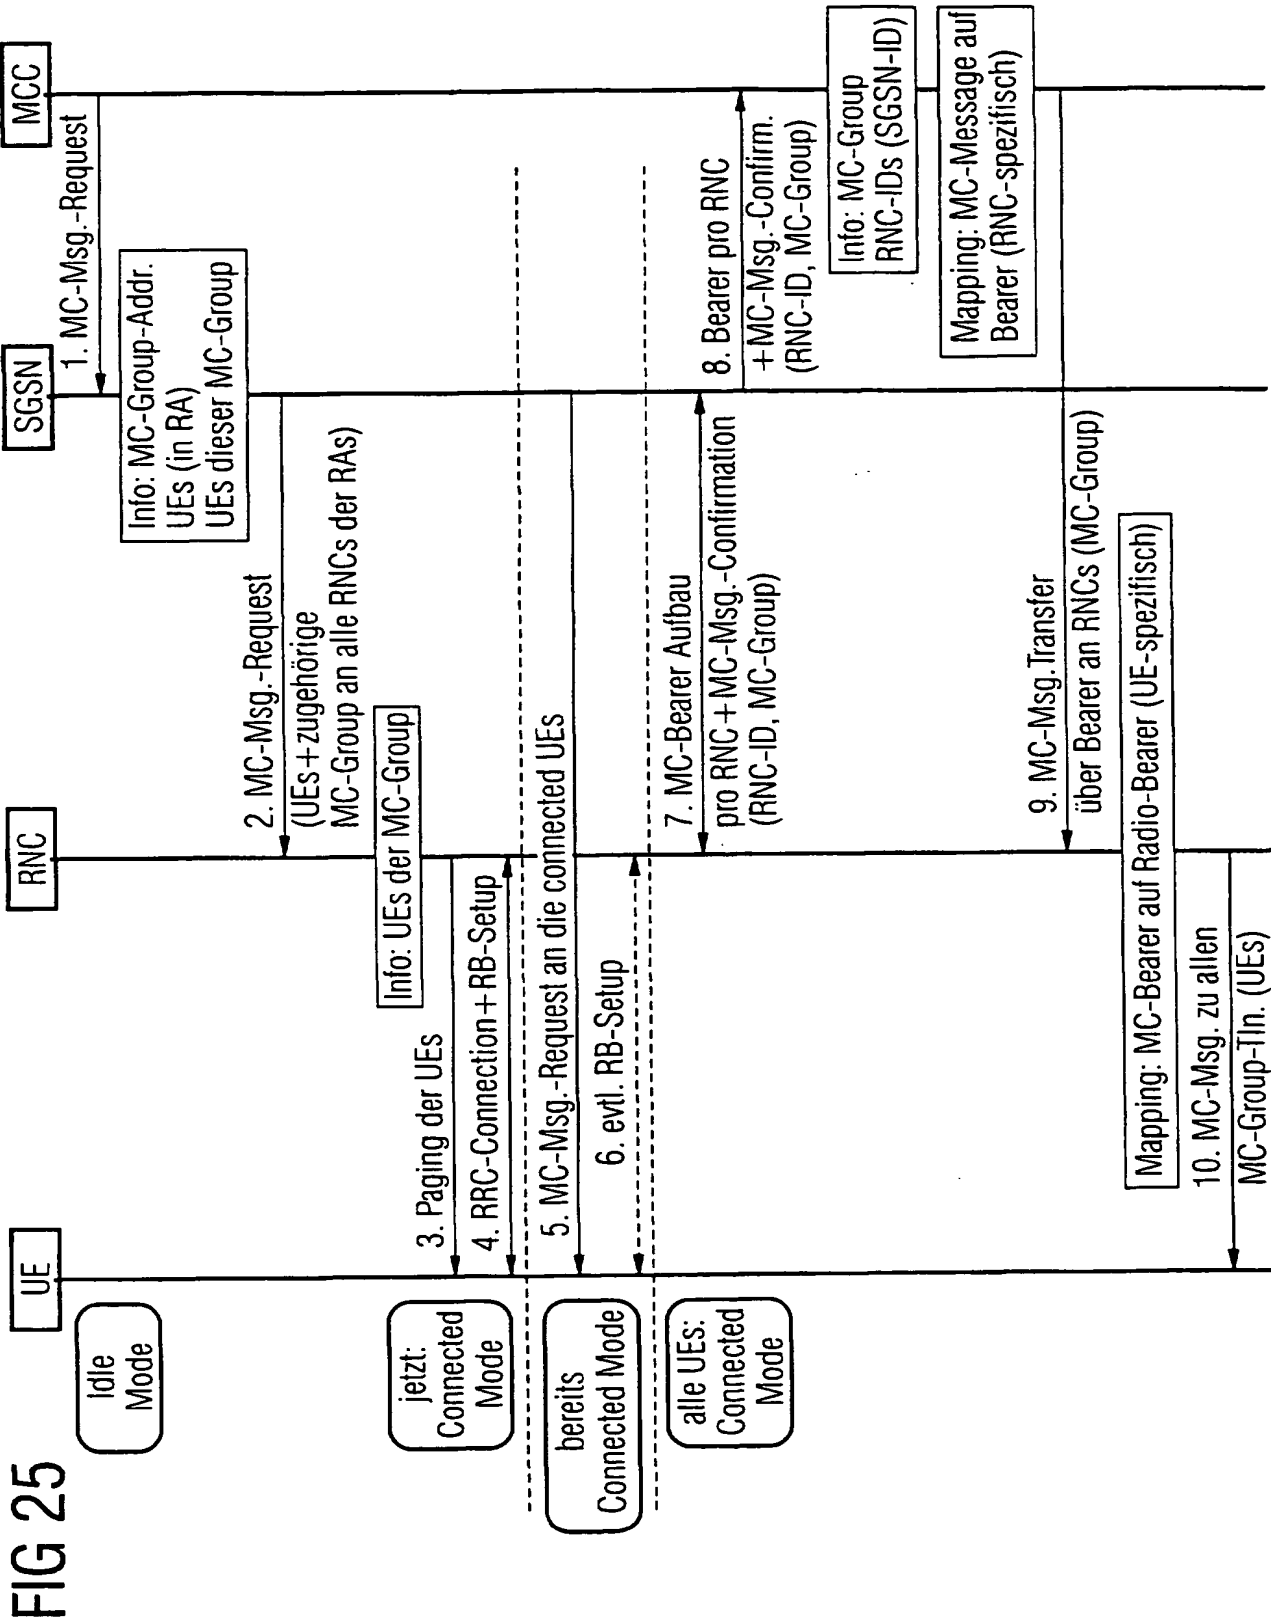 FIG 25
UE
RNC
SGSN
MCC
Idle
Mode
1. MC-Msg.-Request
Info: MC-Group-Addr.
UEs (in RA)
UEs dieser MC-Group
2. MC-Msg.-Request
(UEs+zugehörige
MC-Group an alle RNCs der RAs)
Info: UEs der MC-Group
jetzt:
Connected
Mode
3. Paging der UEs
4. RRC-Connection+RB-Setup
bereits
Connected Mode
5. MC-Msg.-Request an die connected UEs
6. evtl. RB-Setup
alle UEs:
Connected
Mode
7. MC-Bearer Aufbau
pro RNC+MC-Msg.-Confirmation
(RNC-ID, MC-Group)
8. Bearer pro RNC
+MC-Msg.-Confirm.
(RNC-ID, MC-Group)
Info: MC-Group
RNC-IDs (SGSN-ID)
Mapping: MC-Message auf
Bearer (RNC-spezifisch)
9. MC-Msg.Transfer
über Bearer an RNCs (MC-Group)
Mapping: MC-Bearer auf Radio-Bearer (UE-spezifisch)
10. MC-Msg. zu allen
MC-Group-Tln. (UEs)